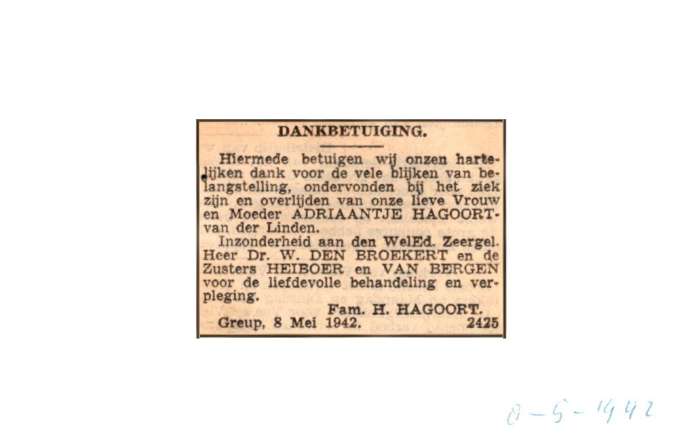 DANKBETUIGING.
Hiermede betuigen wij onzen harte-
lijken dank voor de vele blijken van be-
langstelling, ondervonden bij het ziek
zijn en overlijden van onze lieve Vrouw
en Moeder ADRIAANTJE HAGOORT-
van der Linden.
Inzonderheid aan den WelEd. Zeergel.
Heer Dr. W. DEN BROEKERT en de
Zusters HEIBOER en VAN BERGEN
voor de liefdevolle behandeling en ver-
pleging.
Fam. H. HAGOORT.
Greup, 8 Mei 1942. 2425
8-5-1942